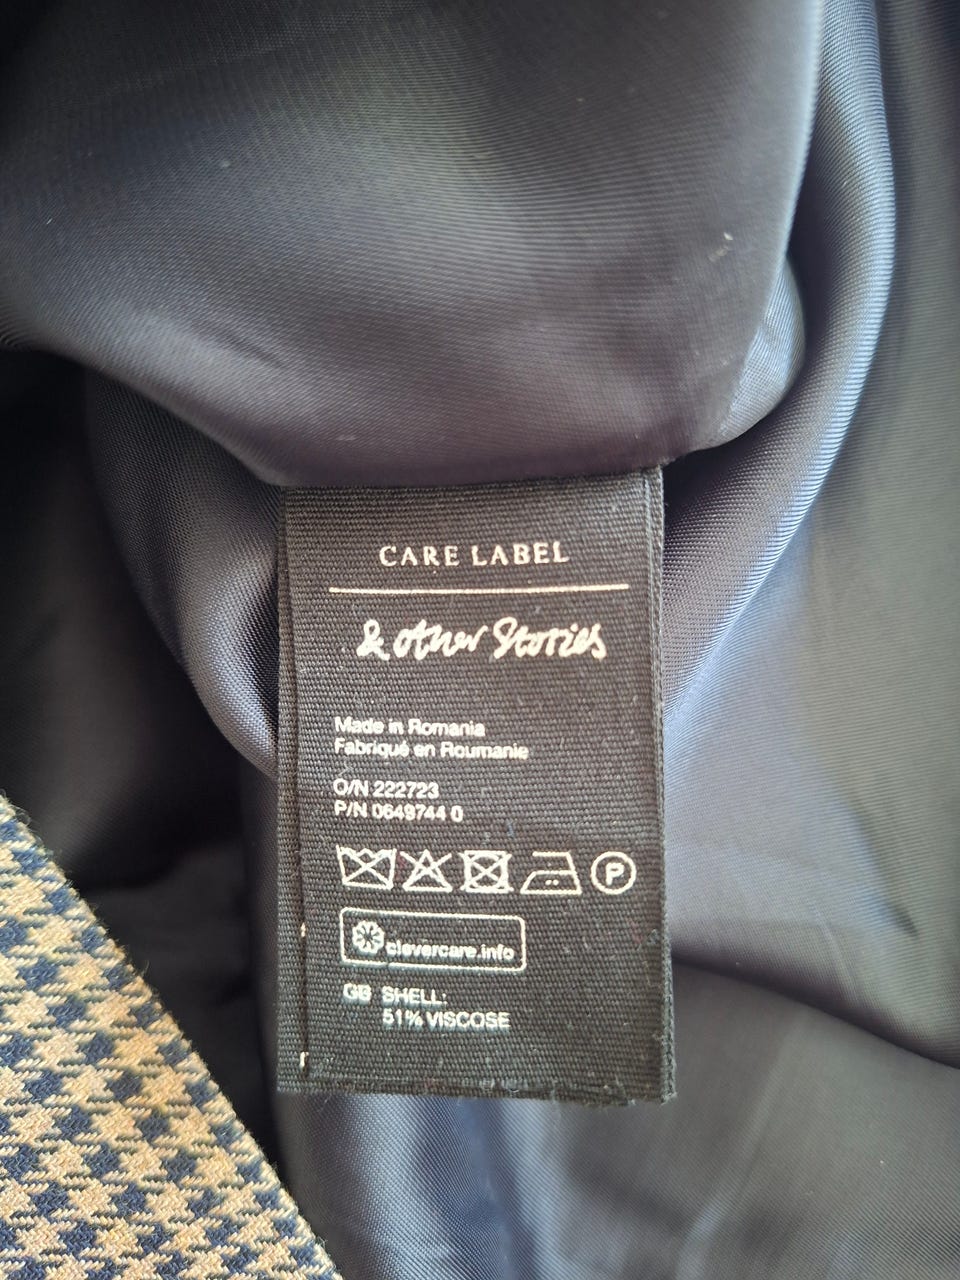 CARE LABEL
& other Stories
Made in Romania
Fabriqué en Roumanie
O/N 222723
P/N 0649744 0
P
clevercare.info
GB SHELL:
51% VISCOSE